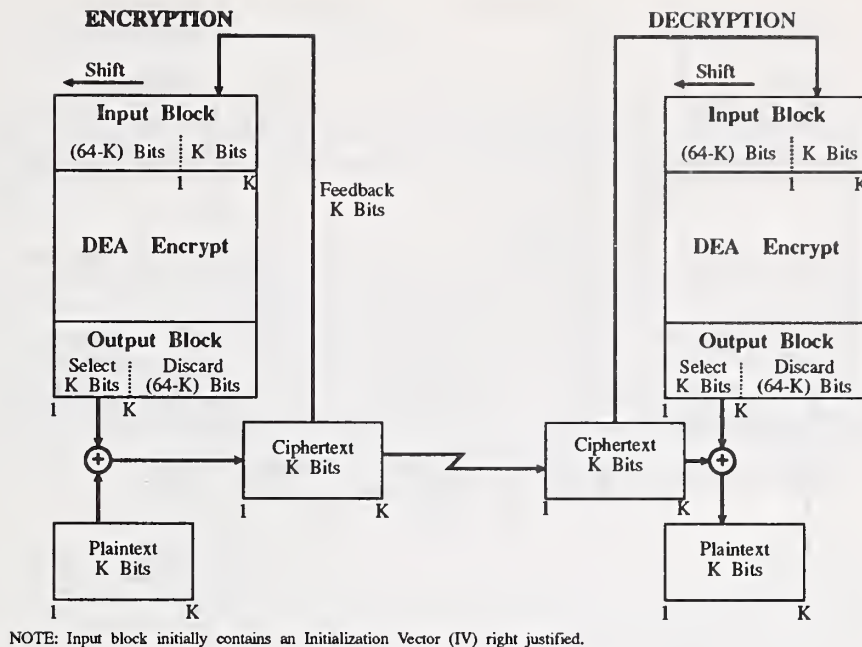 ENCRYPTION
Shift
Input Block
(64-K) Bits K Bits
1 K
DEA Encrypt
Output Block
Select Discard
K Bits (64-K) Bits
1 K
Feedback
K Bits
Ciphertext
K Bits
1 K
Plaintext
K Bits
1 K
DECRYPTION
Shift
Input Block
(64-K) Bits K Bits
1 K
DEA Encrypt
Output Block
Select Discard
K Bits (64-K) Bits
1 K
Ciphertext
K Bits
1 K
Plaintext
K Bits
1 K
NOTE: Input block initially contains an Initialization Vector (IV) right justified.